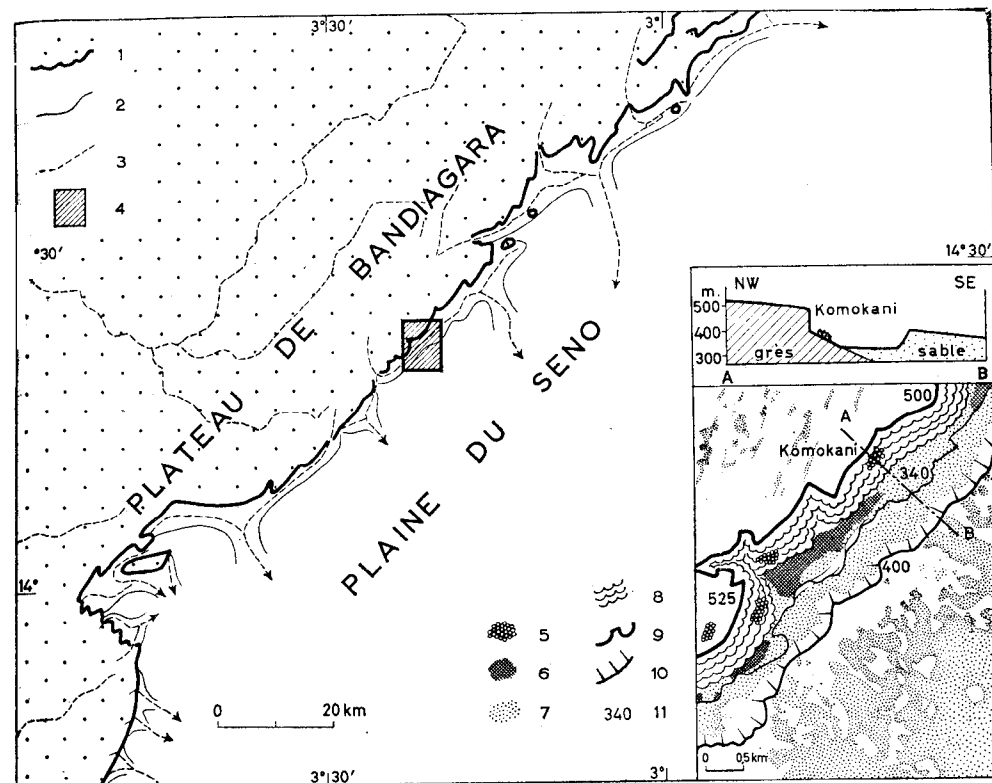 3°30' 3°
1
2
3
4
°30' 14°30'
PLATEAU DE BANDIAGARA
PLAINE DU SENO
14°
0 20 km
3°30' 3°
5
6
7
8
9
10
340 11
NW SE
m.
500
400
300
Komokani
grès sable
A B
500
A
Komokani
340
B
400
525
0 0,5km